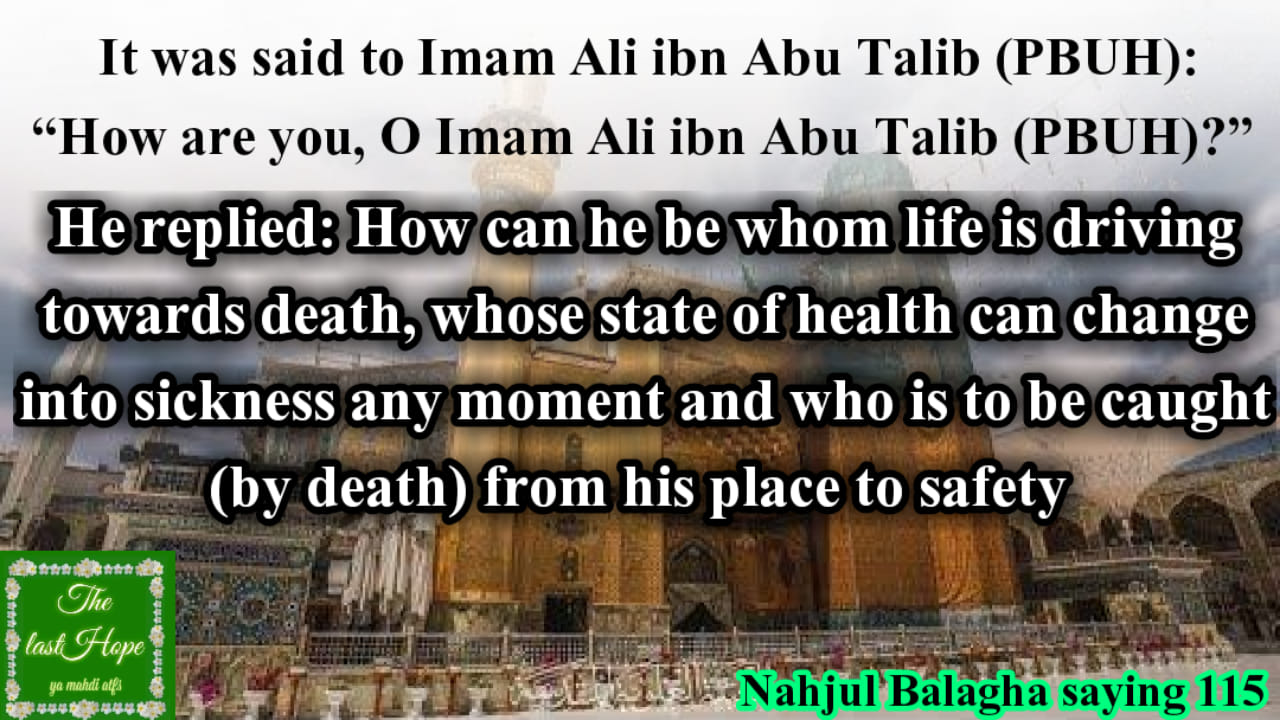 It was said to Imam Ali ibn Abu Talib (PBUH):
“How are you, O Imam Ali ibn Abu Talib (PBUH)?”
He replied: How can he be whom life is driving
towards death, whose state of health can change
into sickness any moment and who is to be caught
(by death) from his place to safety
The
last Hope
ya mahdi atfs
Nahjul Balagha saying 115